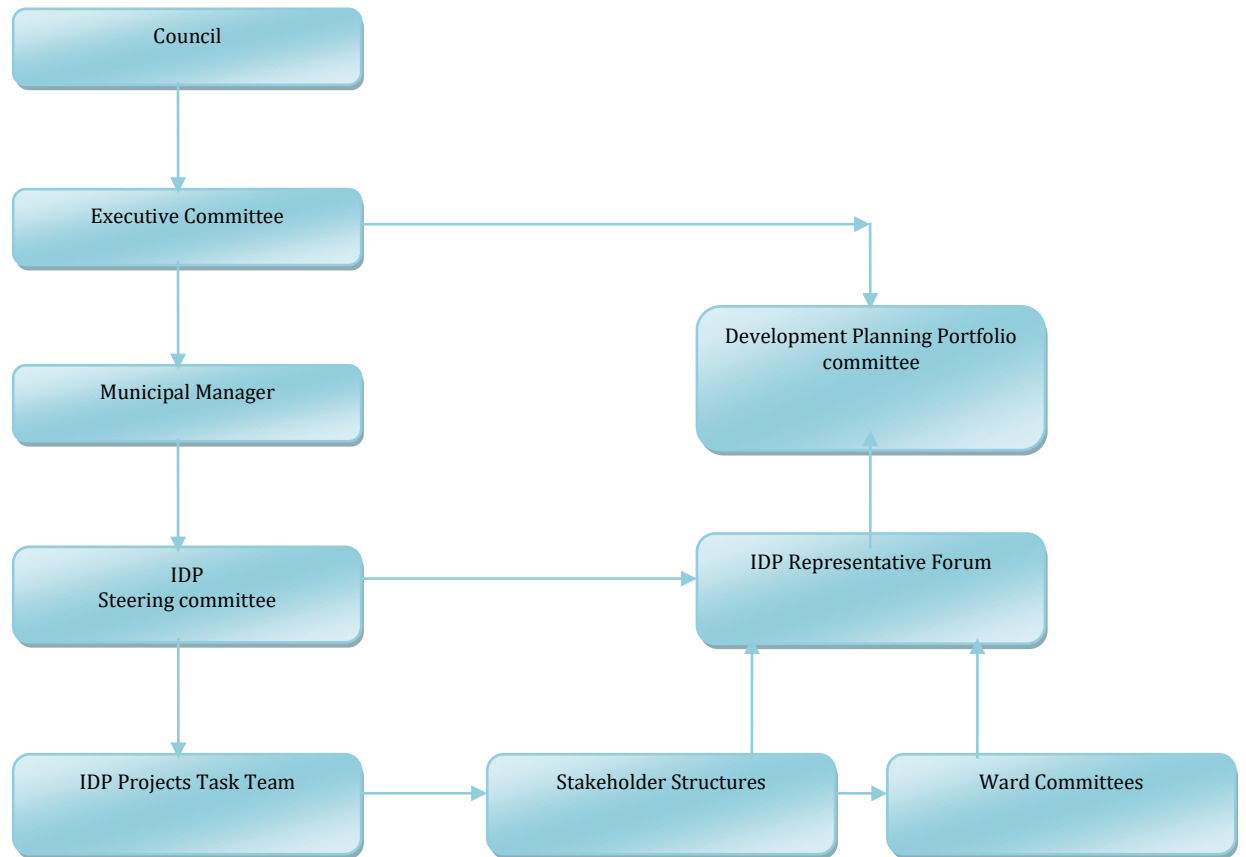 Council
Executive Committee
Development Planning Portfolio
committee
Municipal Manager
IDP
Steering committee
IDP Representative Forum
IDP Projects Task Team
Stakeholder Structures
Ward Committees